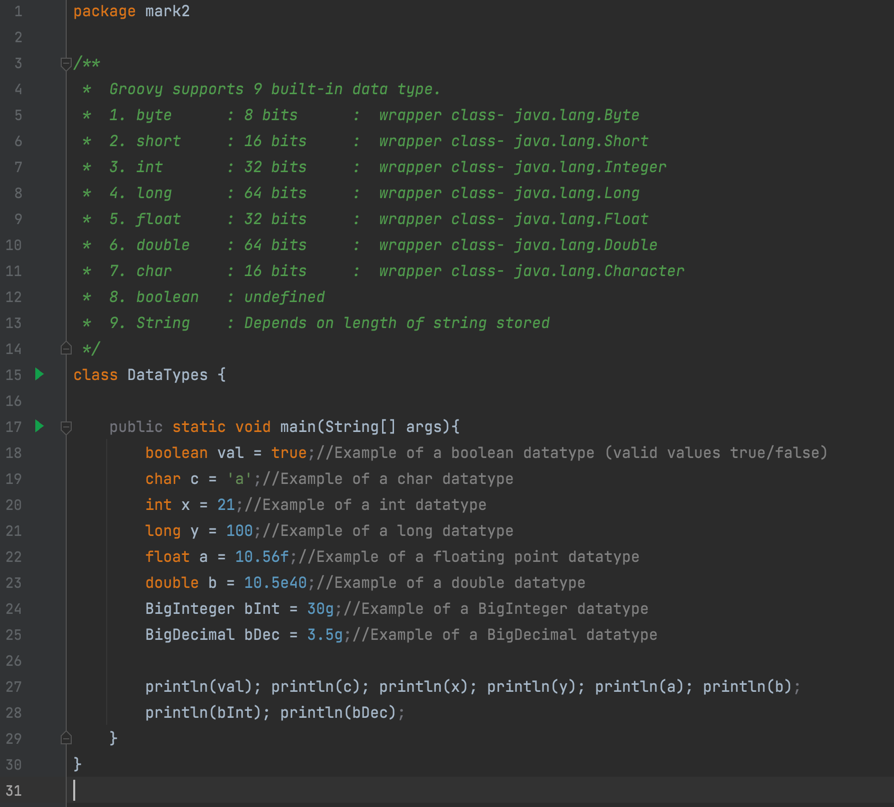 1 package mark2
2
3 /**
4  *  Groovy supports 9 built-in data type.
5  *  1. byte      : 8 bits      :  wrapper class- java.lang.Byte
6  *  2. short     : 16 bits     :  wrapper class- java.lang.Short
7  *  3. int       : 32 bits     :  wrapper class- java.lang.Integer
8  *  4. long      : 64 bits     :  wrapper class- java.lang.Long
9  *  5. float     : 32 bits     :  wrapper class- java.lang.Float
10  *  6. double    : 64 bits     :  wrapper class- java.lang.Double
11  *  7. char      : 16 bits     :  wrapper class- java.lang.Character
12  *  8. boolean   : undefined
13  *  9. String    : Depends on length of string stored
14  */
15 class DataTypes {
16
17     public static void main(String[] args){
18         boolean val = true;//Example of a boolean datatype (valid values true/false)
19         char c = 'a';//Example of a char datatype
20         int x = 21;//Example of a int datatype
21         long y = 100;//Example of a long datatype
22         float a = 10.56f;//Example of a floating point datatype
23         double b = 10.5e40;//Example of a double datatype
24         BigInteger bInt = 30g;//Example of a BigInteger datatype
25         BigDecimal bDec = 3.5g;//Example of a BigDecimal datatype
26
27         println(val); println(c); println(x); println(y); println(a); println(b);
28         println(bInt); println(bDec);
29     }
30 }
31